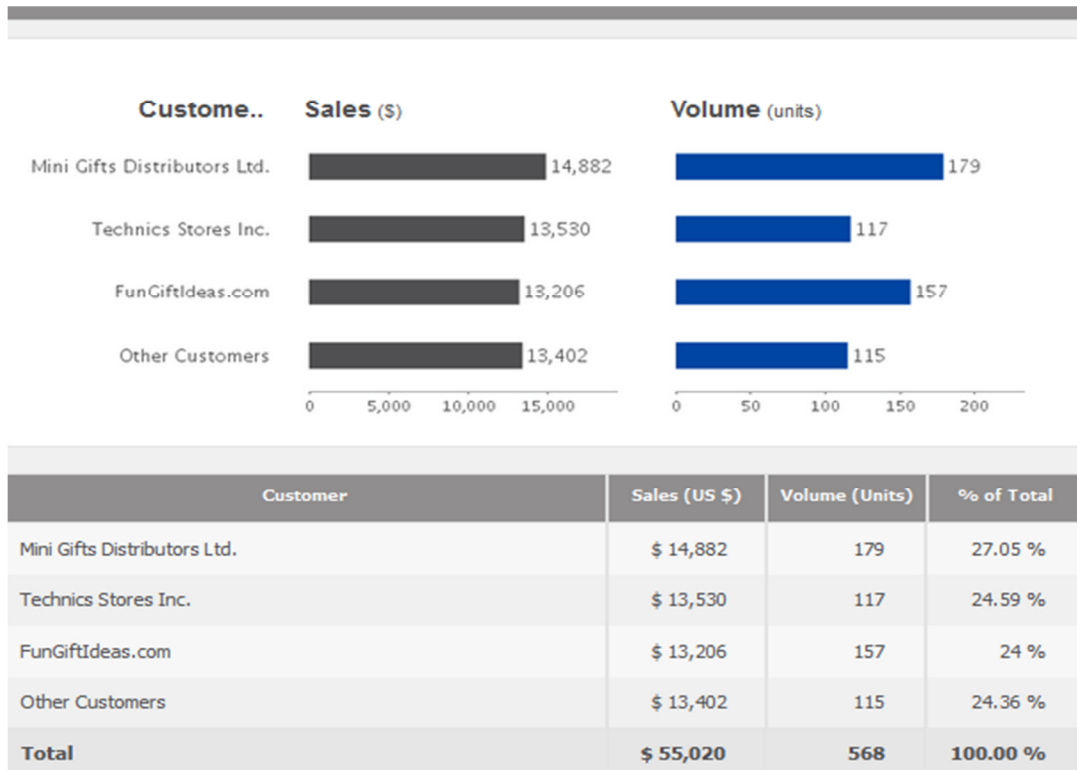 Custome.. Sales ($) Volume (units)
Mini Gifts Distributors Ltd. 14,882 179
Technics Stores Inc. 13,530 117
FunGiftIdeas.com 13,206 157
Other Customers 13,402 115
0 5,000 10,000 15,000 0 50 100 150 200
Customer Sales (US $) Volume (Units) % of Total
Mini Gifts Distributors Ltd. $ 14,882 179 27.05 %
Technics Stores Inc. $ 13,530 117 24.59 %
FunGiftIdeas.com $ 13,206 157 24 %
Other Customers $ 13,402 115 24.36 %
Total $ 55,020 568 100.00 %